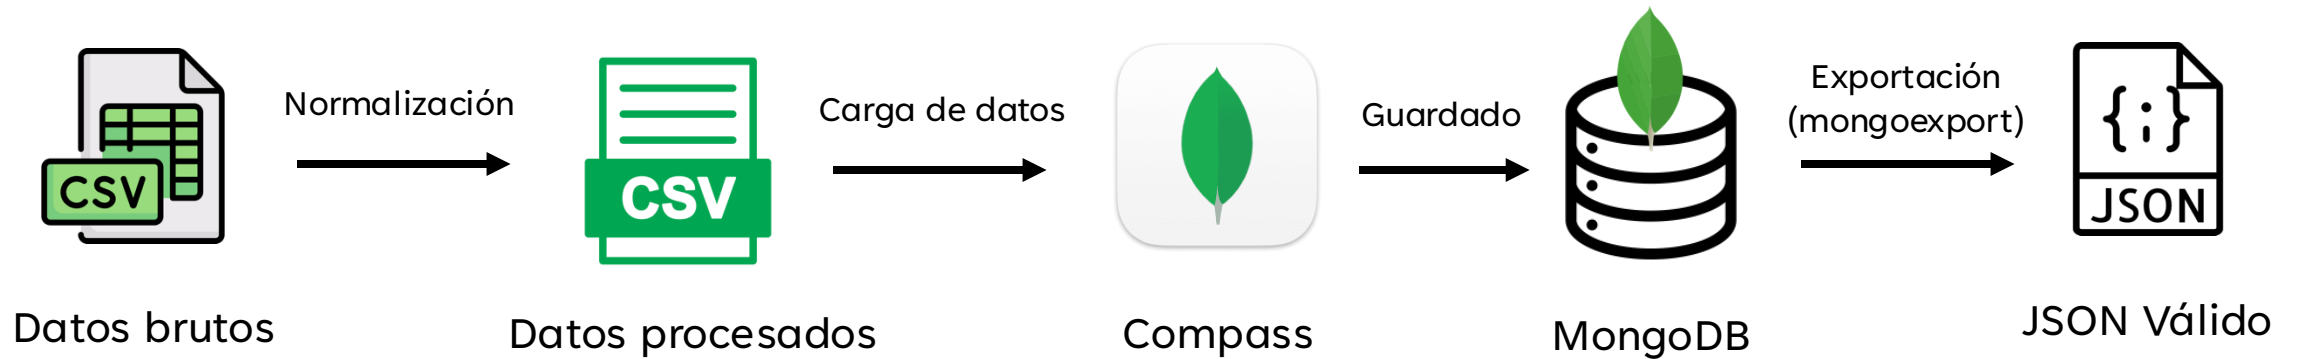 CSV
Datos brutos
Normalización
CSV
Datos procesados
Carga de datos
Compass
Guardado
MongoDB
Exportación
(mongoexport)
{;}
JSON
JSON Válido